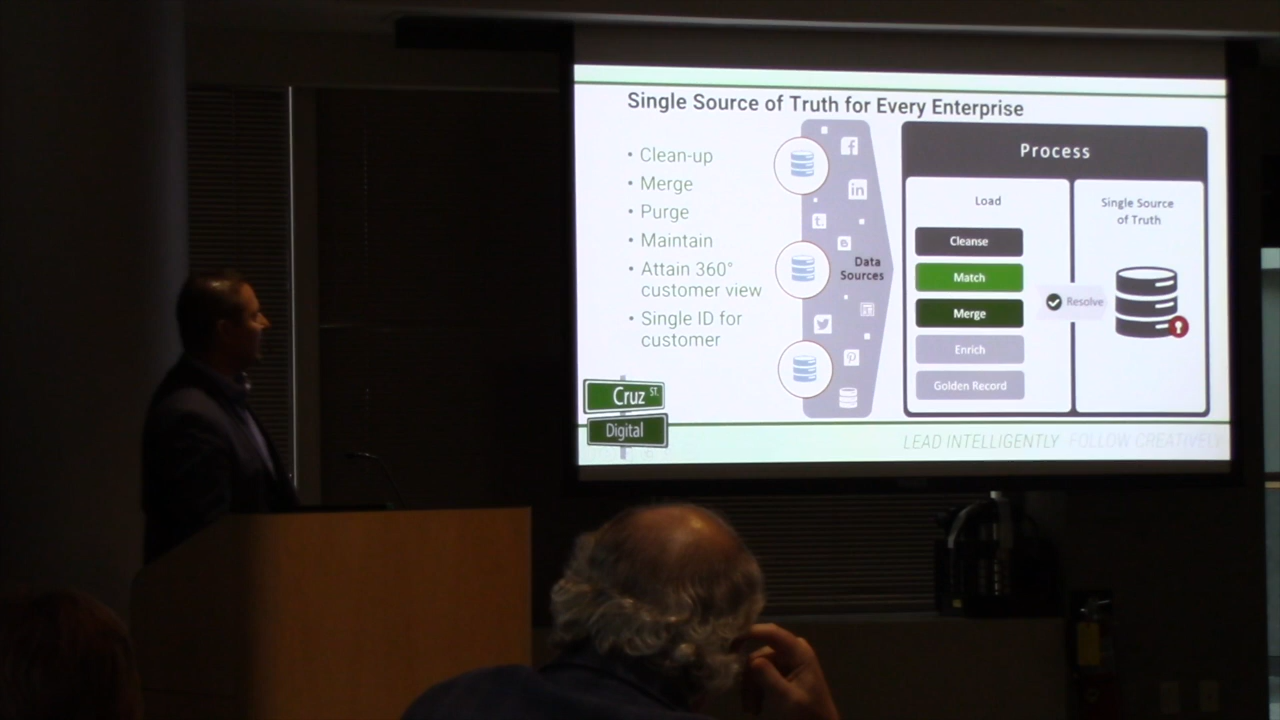 Single Source of Truth for Every Enterprise
• Clean-up
• Merge
• Purge
• Maintain
• Attain 360°
customer view
• Single ID for
customer
Data
Sources
Process
Load
Cleanse
Match
Merge
Enrich
Golden Record
Resolve
Single Source
of Truth
Cruz ST.
Digital
LEAD INTELLIGENTLY FOLLOW CREATIVELY